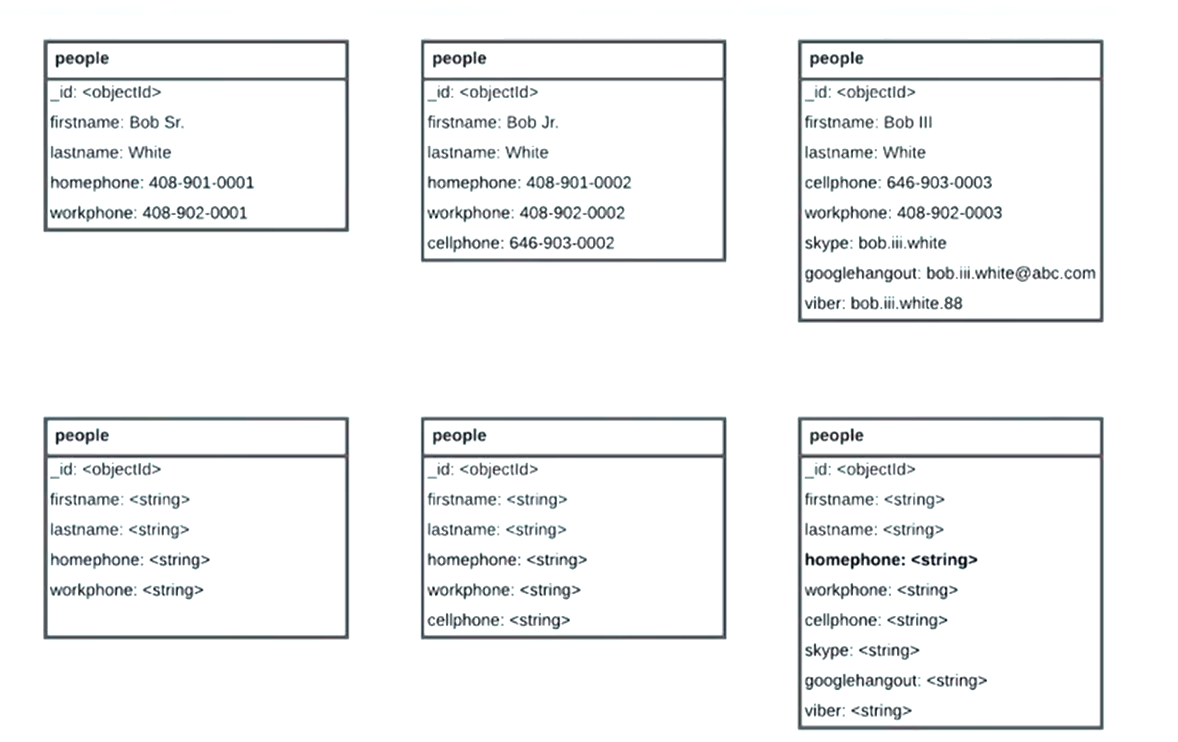 people
_id: <objectId>
firstname: Bob Sr.
lastname: White
homephone: 408-901-0001
workphone: 408-902-0001
people
_id: <objectId>
firstname: Bob Jr.
lastname: White
homephone: 408-901-0002
workphone: 408-902-0002
cellphone: 646-903-0002
people
_id: <objectId>
firstname: Bob III
lastname: White
cellphone: 646-903-0003
workphone: 408-902-0003
skype: bob.iii.white
googlehangout: bob.iii.white@abc.com
viber: bob.iii.white.88
people
_id: <objectId>
firstname: <string>
lastname: <string>
homephone: <string>
workphone: <string>
people
_id: <objectId>
firstname: <string>
lastname: <string>
homephone: <string>
workphone: <string>
cellphone: <string>
people
_id: <objectId>
firstname: <string>
lastname: <string>
homephone: <string>
workphone: <string>
cellphone: <string>
skype: <string>
googlehangout: <string>
viber: <string>